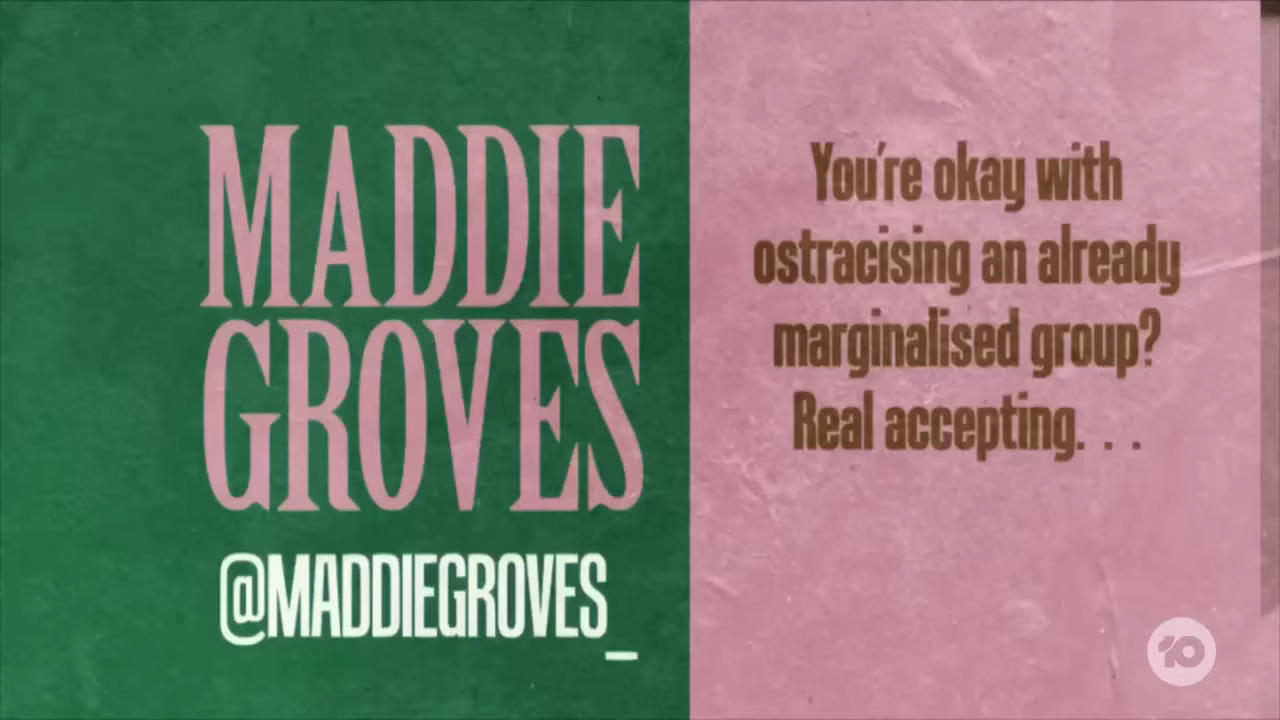 MADDIE
GROVES
@MADDIEGROVES_
You're okay with
ostracising an already
marginalised group?
Real accepting. . .
10